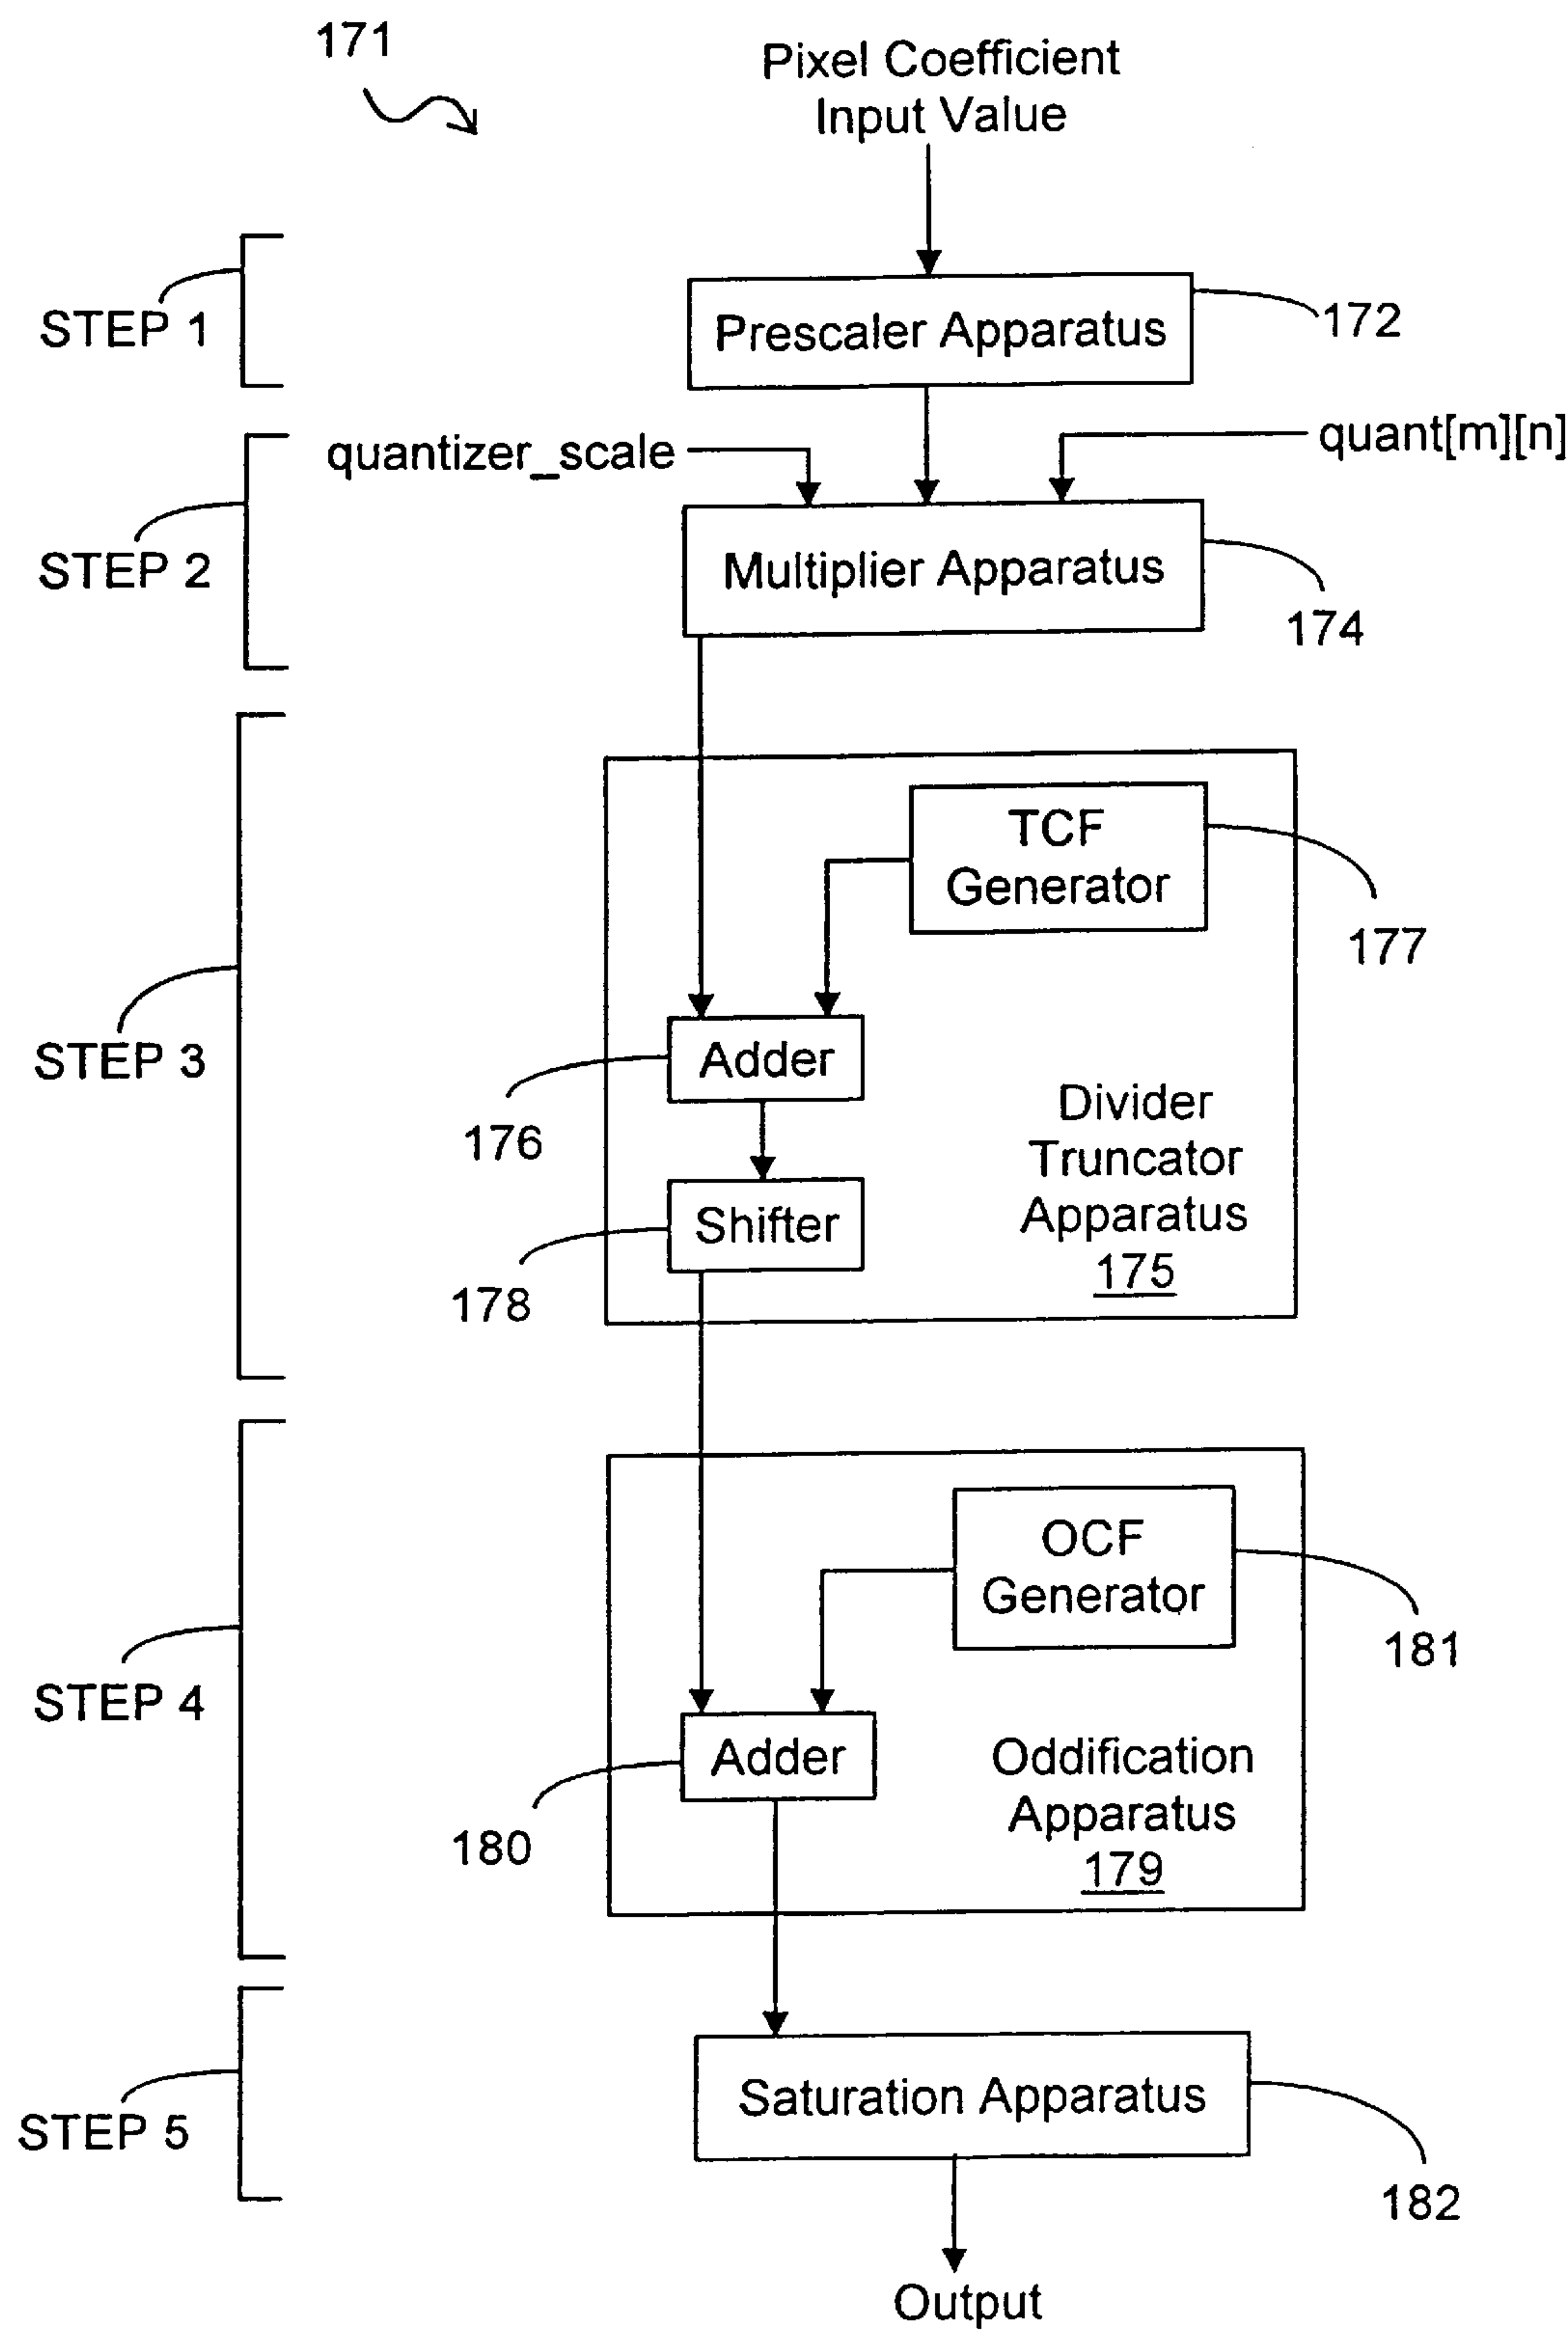 171
Pixel Coefficient
Input Value
STEP 1
Prescaler Apparatus
172
quantizer_scale
quant[m][n]
STEP 2
Multiplier Apparatus
174
TCF
Generator
177
STEP 3
Adder
176
Divider
Truncator
Apparatus
175
Shifter
178
OCF
Generator
181
STEP 4
Adder
180
Oddification
Apparatus
179
STEP 5
Saturation Apparatus
182
Output